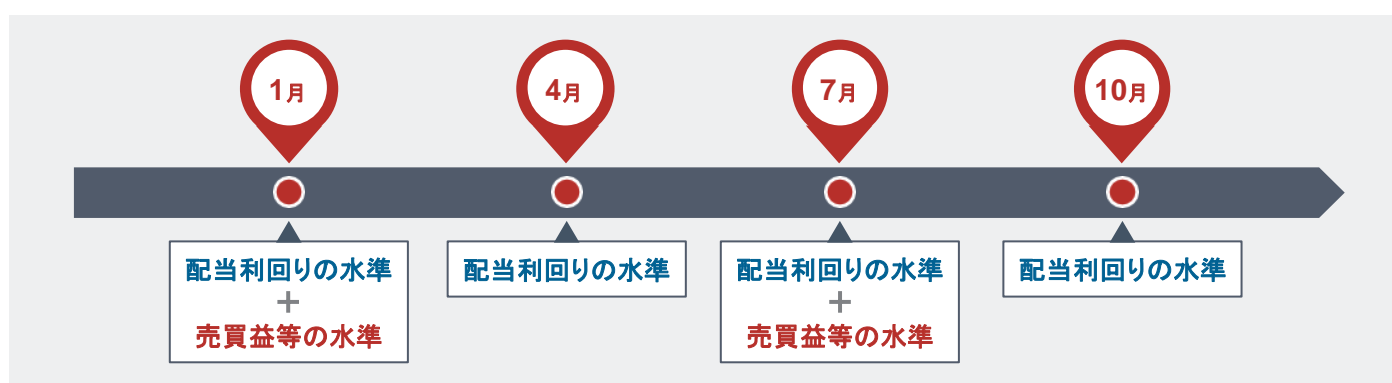 1月
4月
7月
10月
配当利回りの水準
+
売買益等の水準
配当利回りの水準
配当利回りの水準
+
売買益等の水準
配当利回りの水準